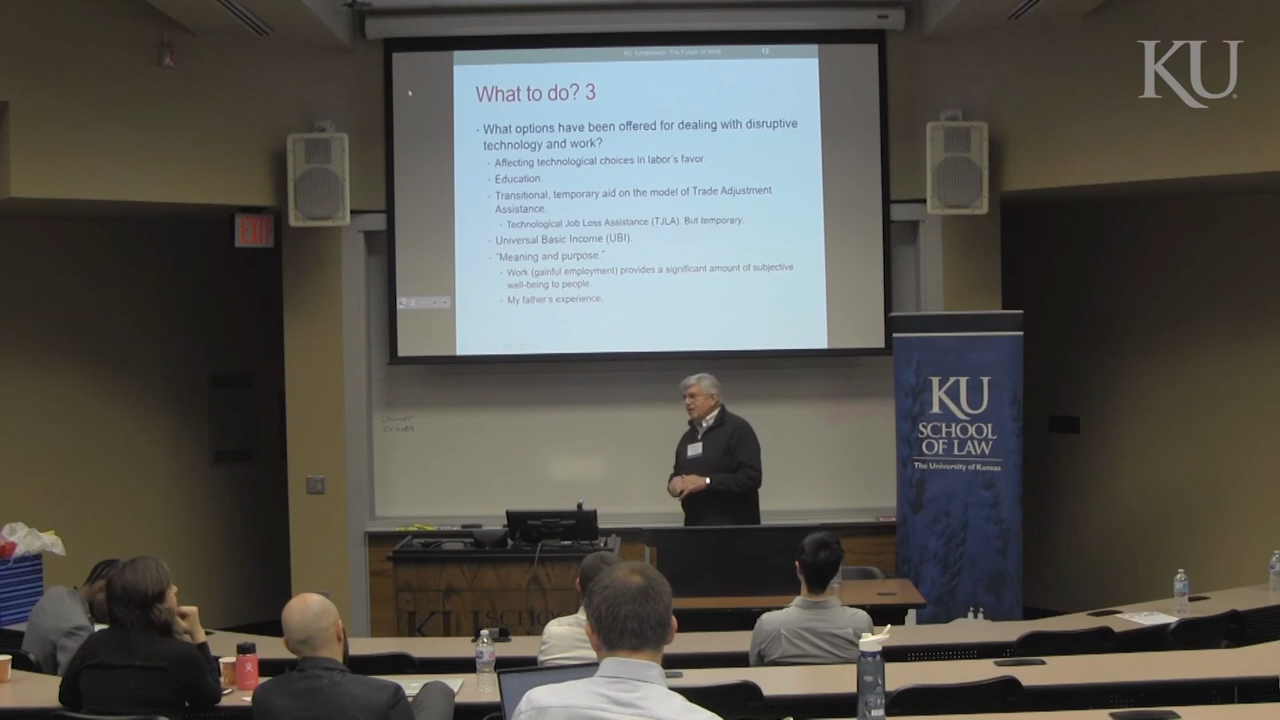 KU Symposium: The Future of Work 13
KU
What to do? 3
• What options have been offered for dealing with disruptive
technology and work?
• Affecting technological choices in labor's favor.
• Education.
• Transitional, temporary aid on the model of Trade Adjustment
Assistance.
• Technological Job Loss Assistance (TJLA). But temporary.
• Universal Basic Income (UBI).
• "Meaning and purpose."
• Work (gainful employment) provides a significant amount of subjective
well-being to people.
• My father's experience.
EXIT
KU
SCHOOL
OF LAW
The University of Kansas
KU SCHO